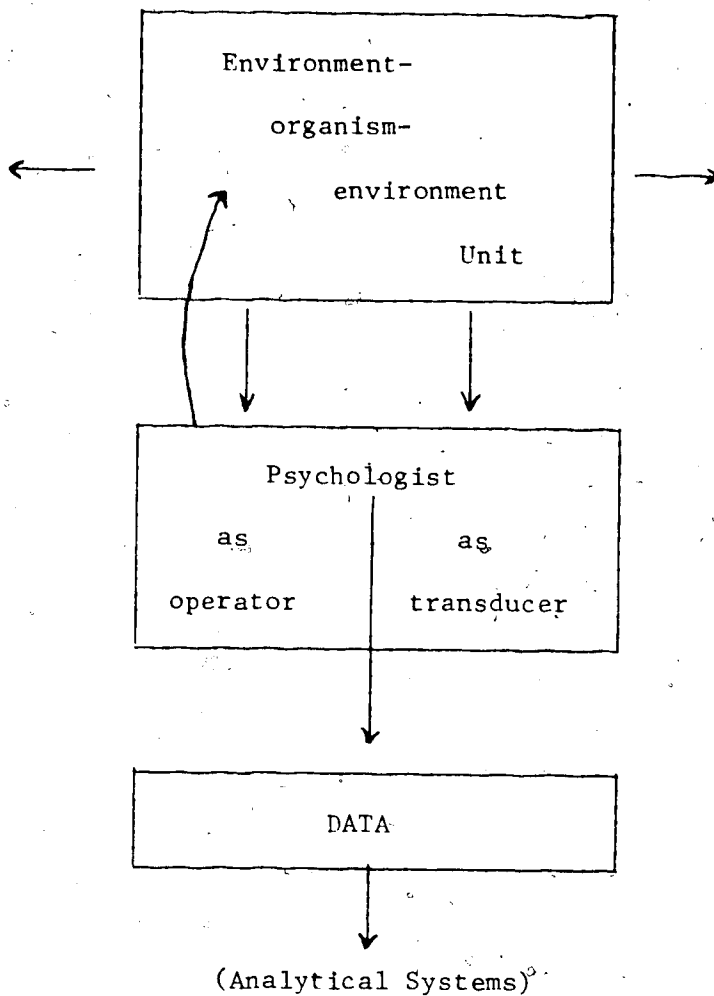 Environment-
organism-
environment
Unit
Psychologist
as as
operator transducer
DATA
(Analytical Systems)